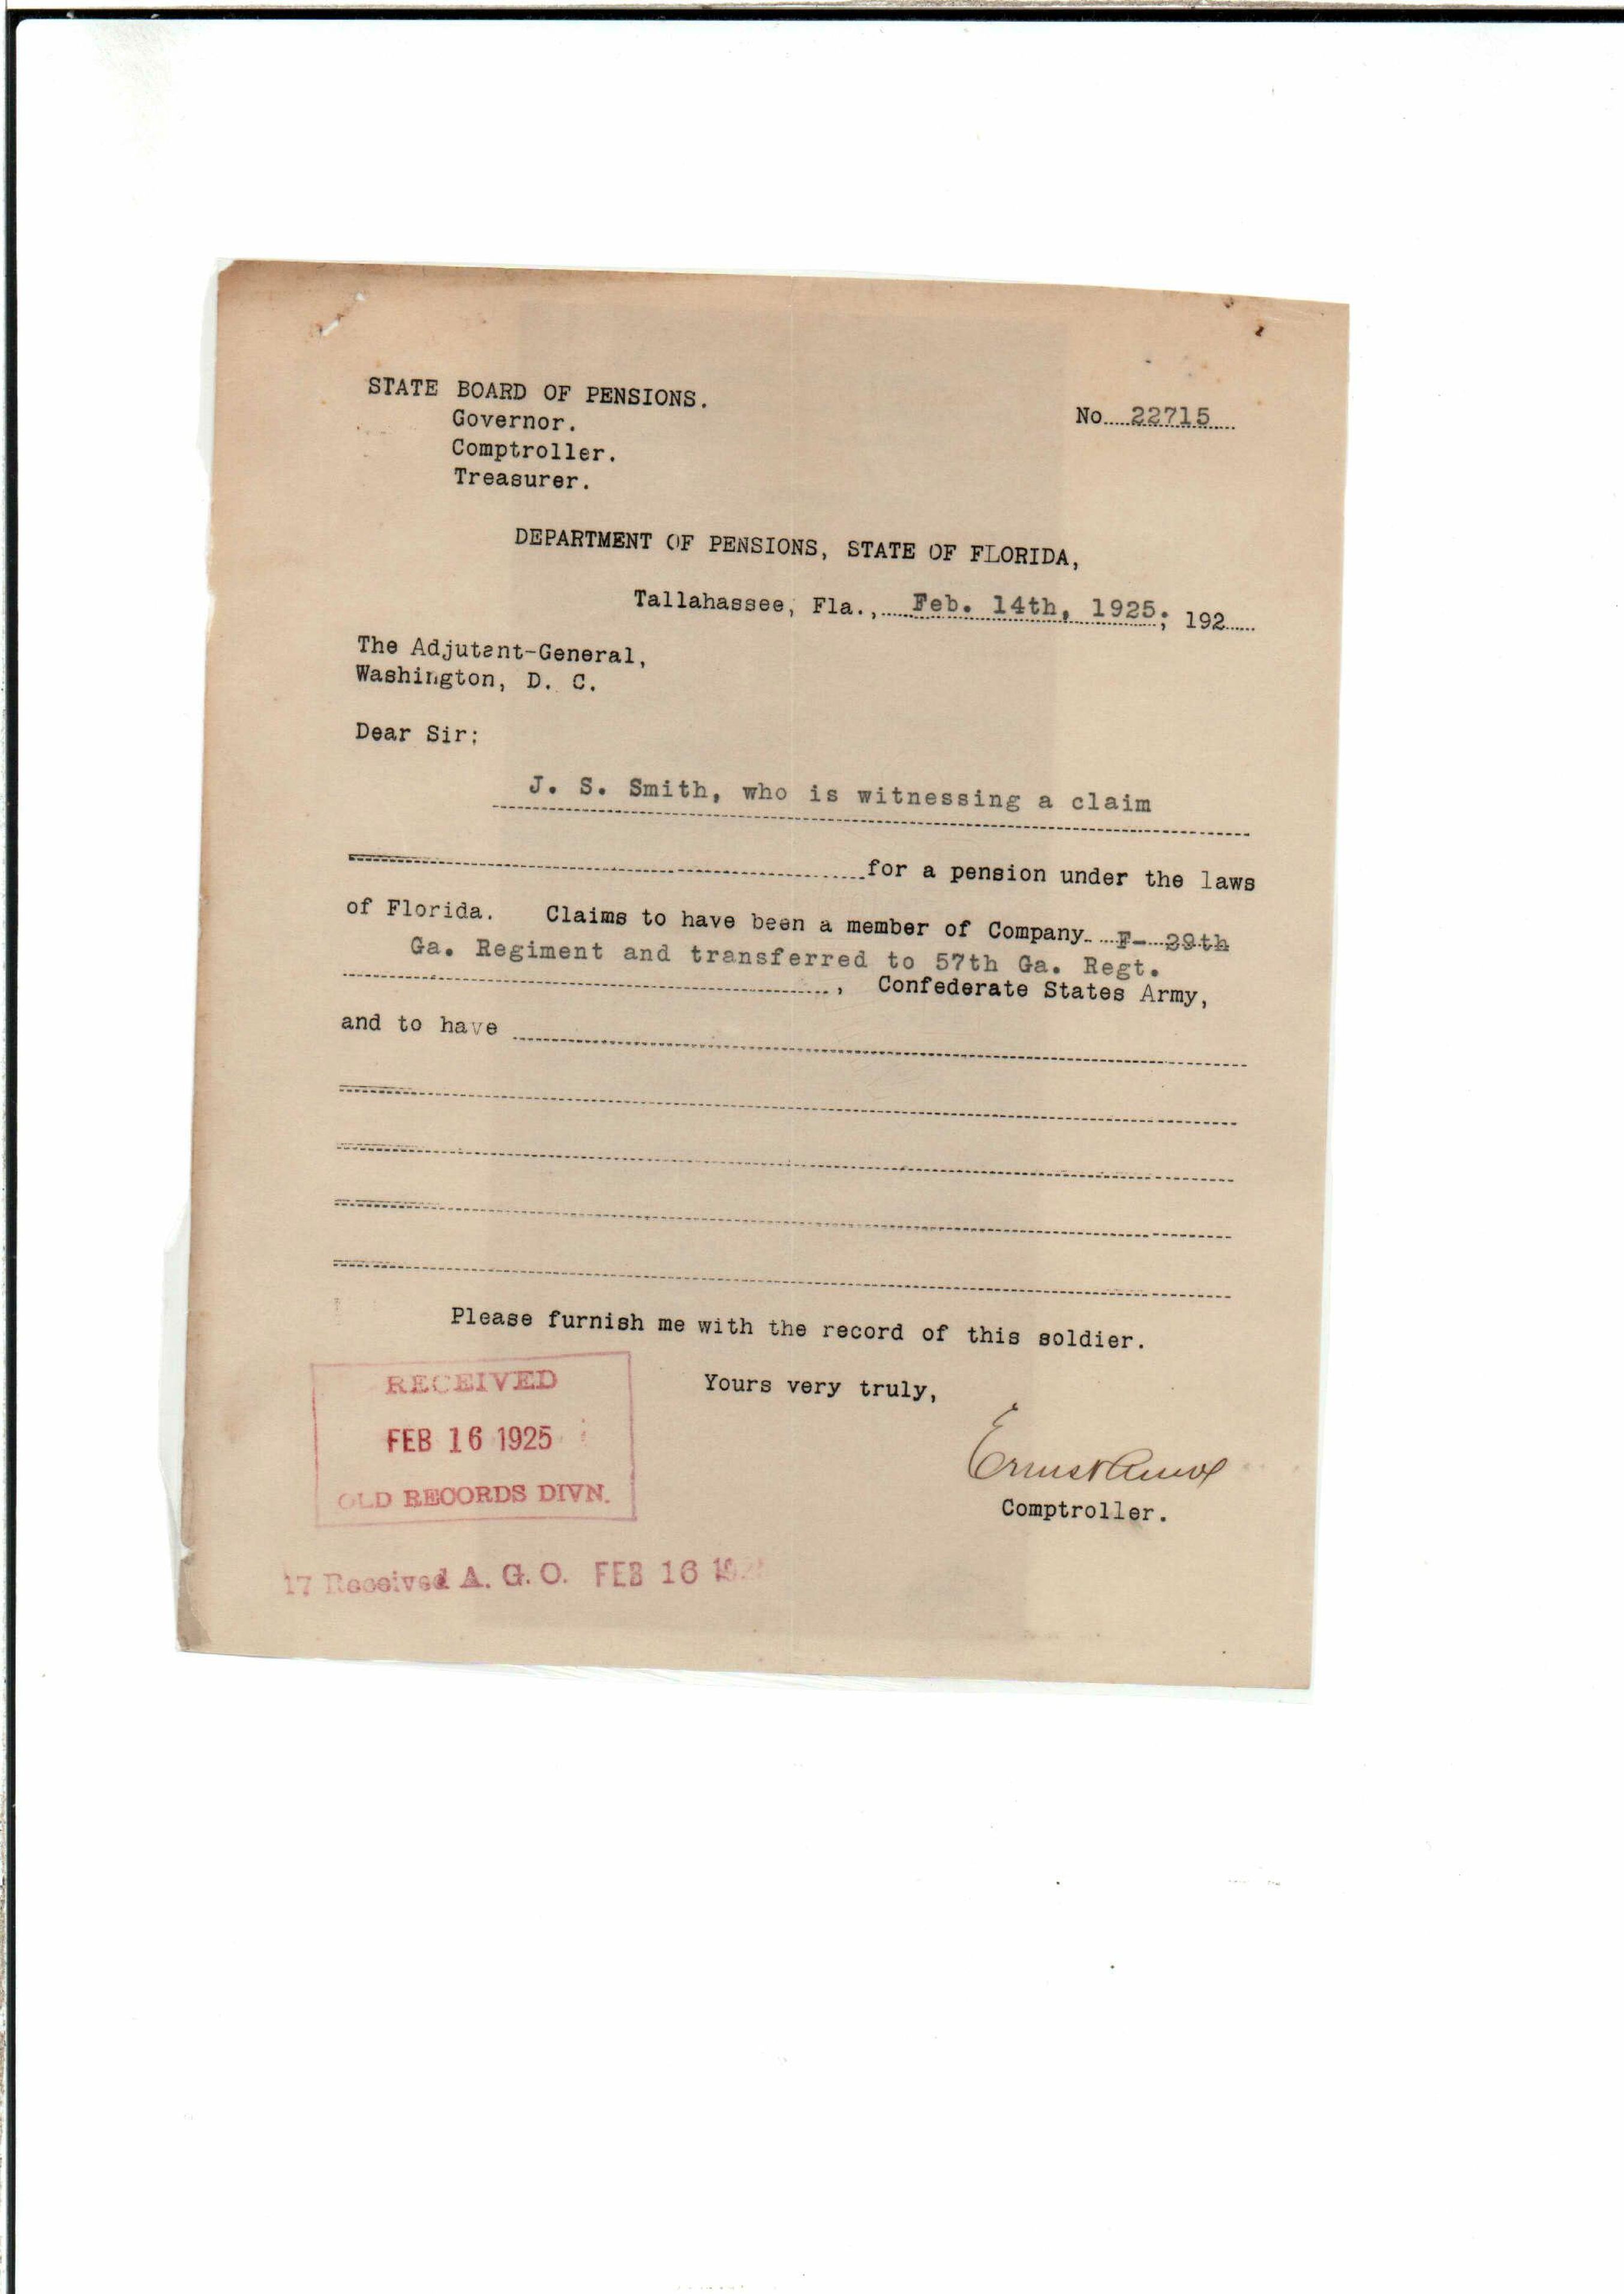 STATE BOARD OF PENSIONS.
Governor.
No. 22715
Comptroller.
Treasurer.
DEPARTMENT OF PENSIONS, STATE OF FLORIDA,
Tallahassee, Fla., Feb. 14th, 1925; 192
The Adjutant-General,
Washington, D. C.
Dear Sir:
J. S. Smith, who is witnessing a claim
for a pension under the laws
of Florida. Claims to have been a member of Company F- 29th
Ga. Regiment and transferred to 57th Ga. Regt.
, Confederate States Army,
and to have
Please furnish me with the record of this soldier.
Yours very truly,
RECEIVED
FEB 16 1925
OLD RECORDS DIVN.
Ernest Amos
Comptroller.
17 Received A. G. O. FEB 16 192